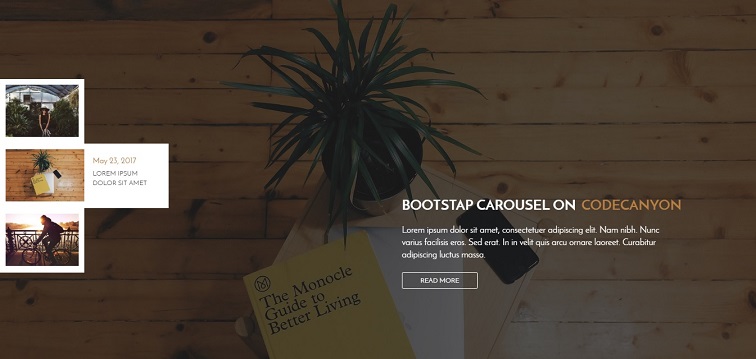 May 23, 2017
LOREM IPSUM
DOLOR SIT AMET
BOOTSTAP CAROUSEL ON CODECANYON
Lorem ipsum dolor sit amet, consectetuer adipiscing elit. Nam nibh. Nunc
varius facilisis eros. Sed erat. In in velit quis arcu ornare laoreet. Curabitur
adipiscing luctus massa.
READ MORE
The Monocle
Guide to
Better Living